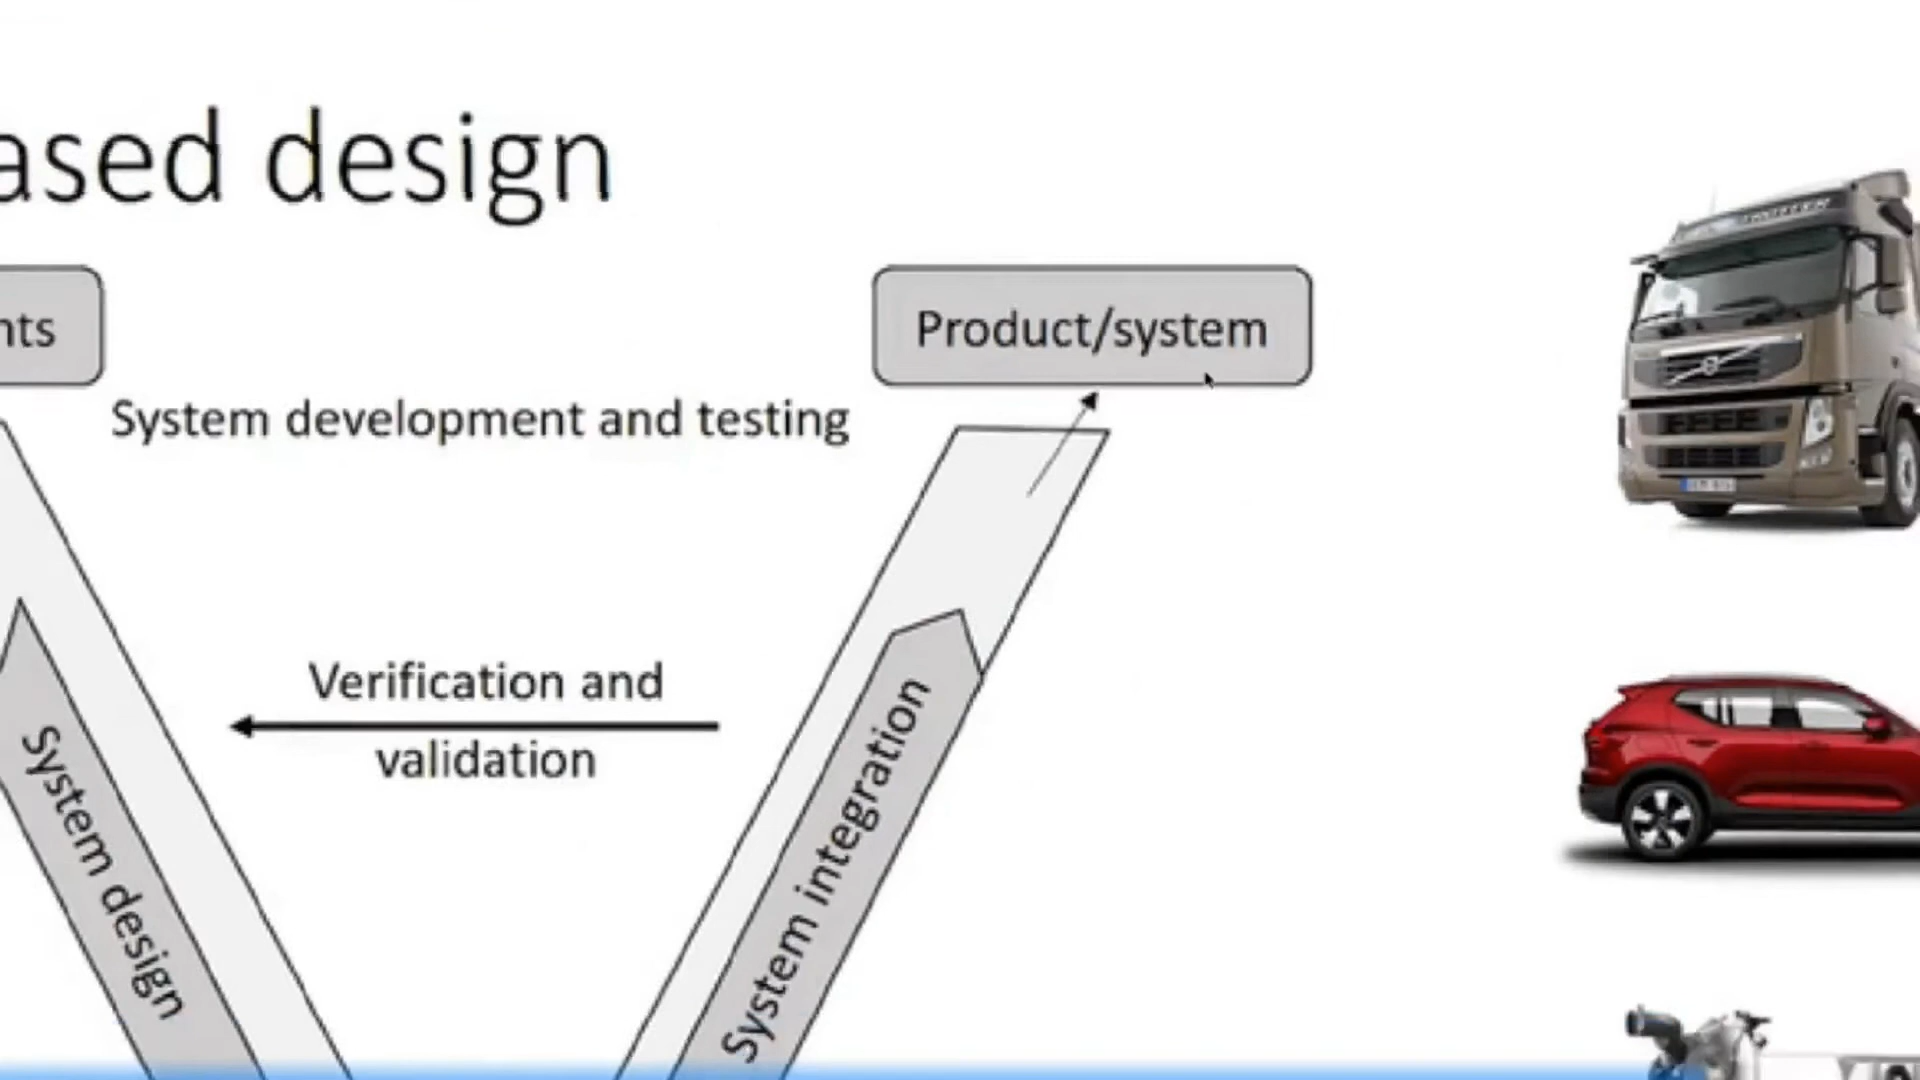 ased design
nts
Product/system
System development and testing
Verification and
validation
System design
System integration